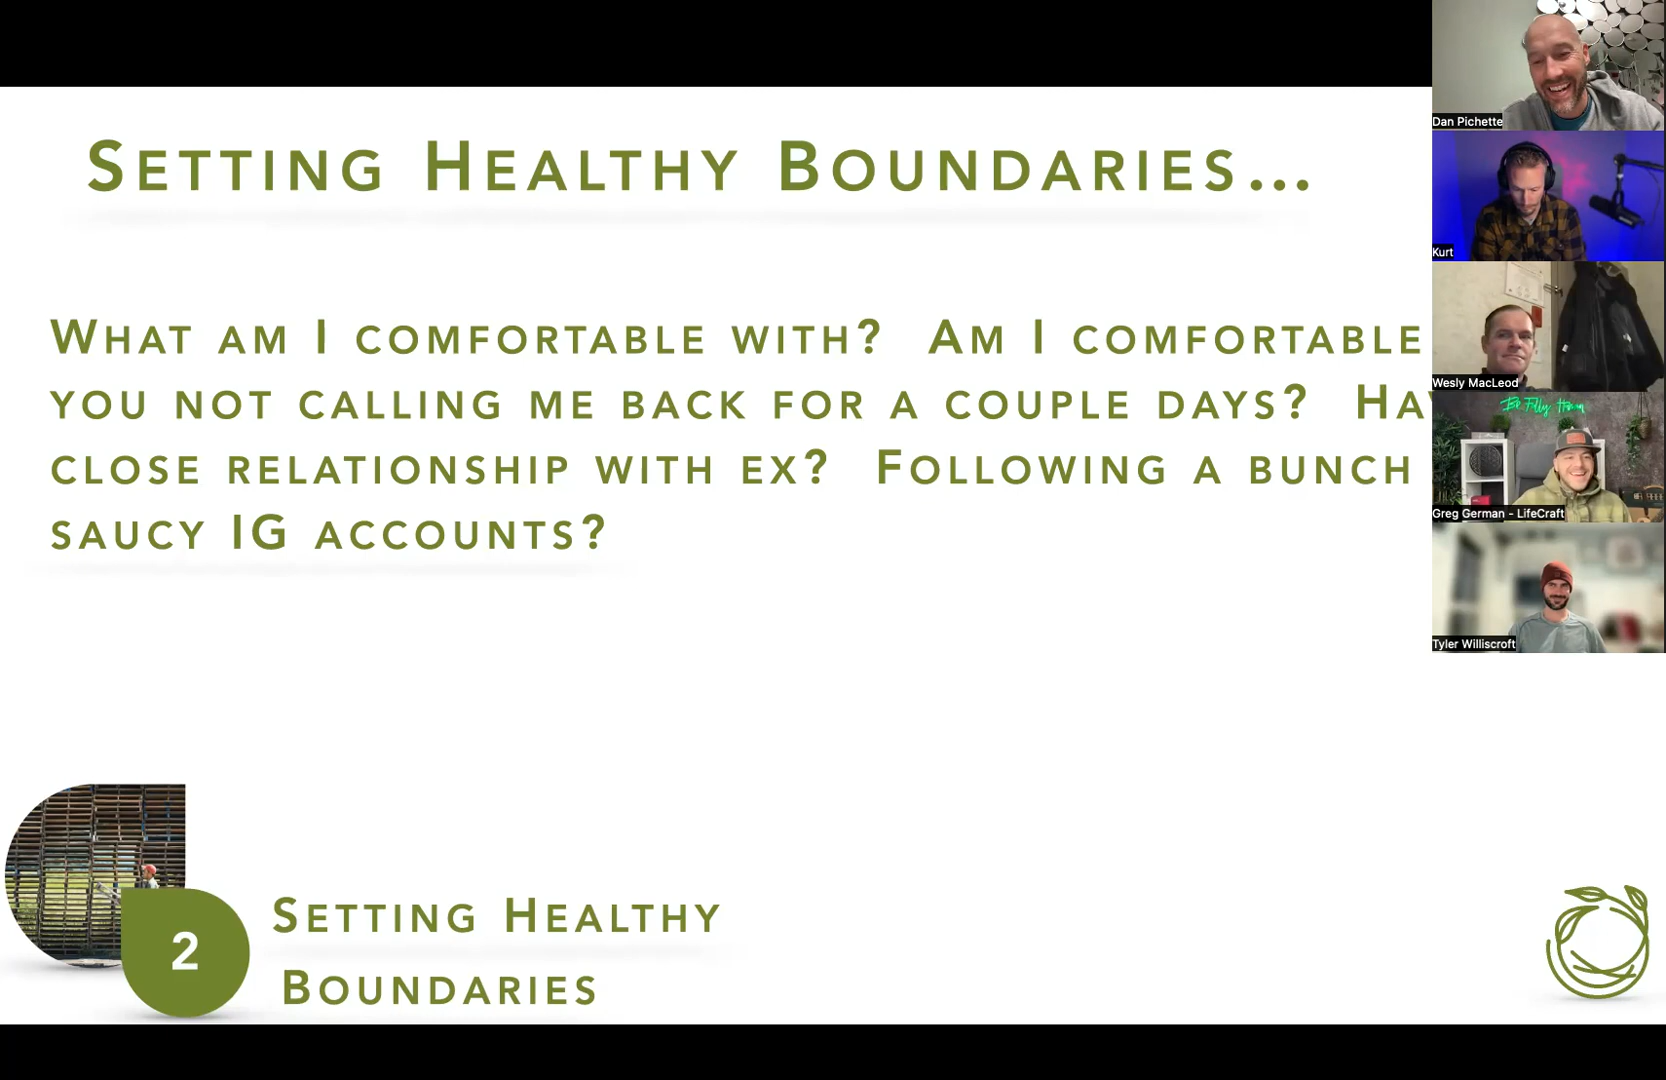 SETTING HEALTHY BOUNDARIES...
WHAT AM I COMFORTABLE WITH? AM I COMFORTABLE
YOU NOT CALLING ME BACK FOR A COUPLE DAYS?
CLOSE RELATIONSHIP WITH EX? FOLLOWING A BUNCH
SAUCY IG ACCOUNTS?
2
SETTING HEALTHY
BOUNDARIES
Dan Pichette
Kurt
Wesly MacLeod
Greg German - LifeCraft
Tyler Williscroft